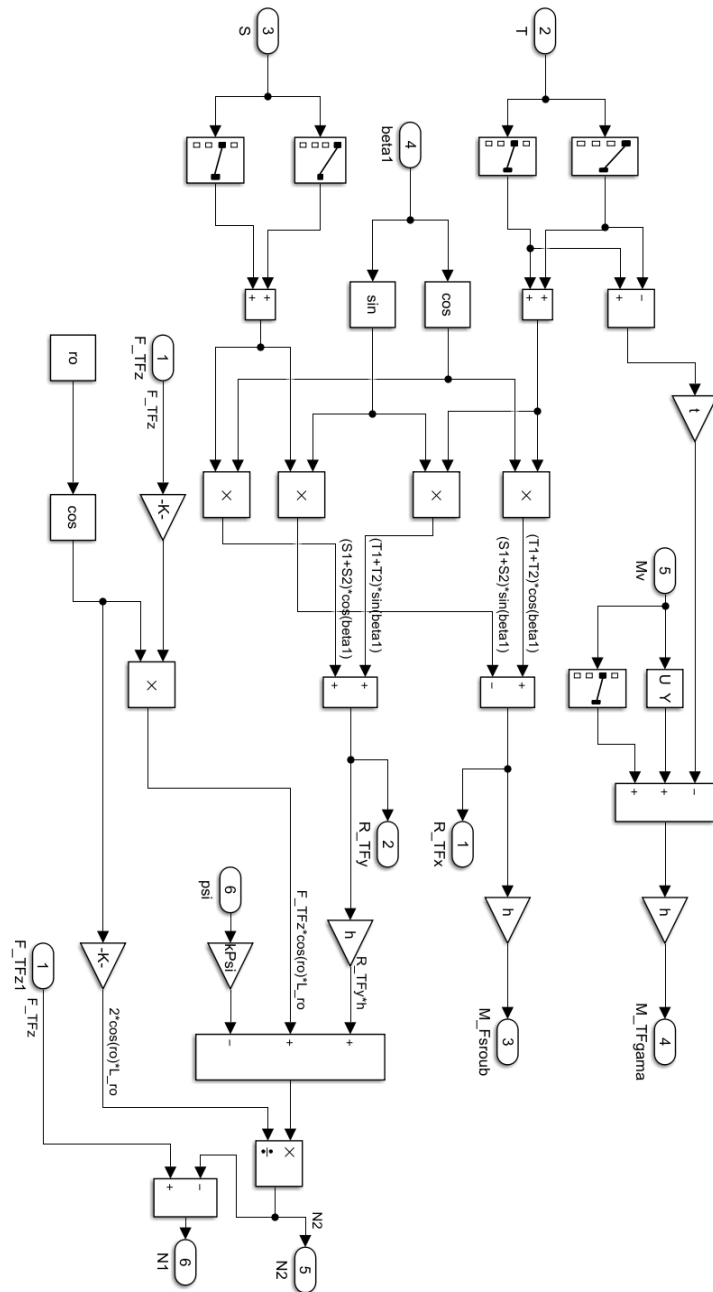 2
T
+
−
+
+
t
5
Mv
U Y
−
+
+
h
4
M_TFgama
4
beta1
cos
sin
×
×
(T1+T2)*cos(beta1)
(S1+S2)*sin(beta1)
+
−
1
R_TFx
h
3
M_Fsroub
3
S
+
+
×
×
(T1+T2)*sin(beta1)
(S1+S2)*cos(beta1)
+
+
2
R_TFy
h
R_TFy*h
1
F_TFz
F_TFz
-K-
ro
cos
×
F_TFz*cos(ro)*L_ro
6
psi
kPsi
+
+
−
-K-
2*cos(ro)*L_ro
×
÷
N2
5
N2
1
F_TFz1
F_TFz
−
+
6
N1